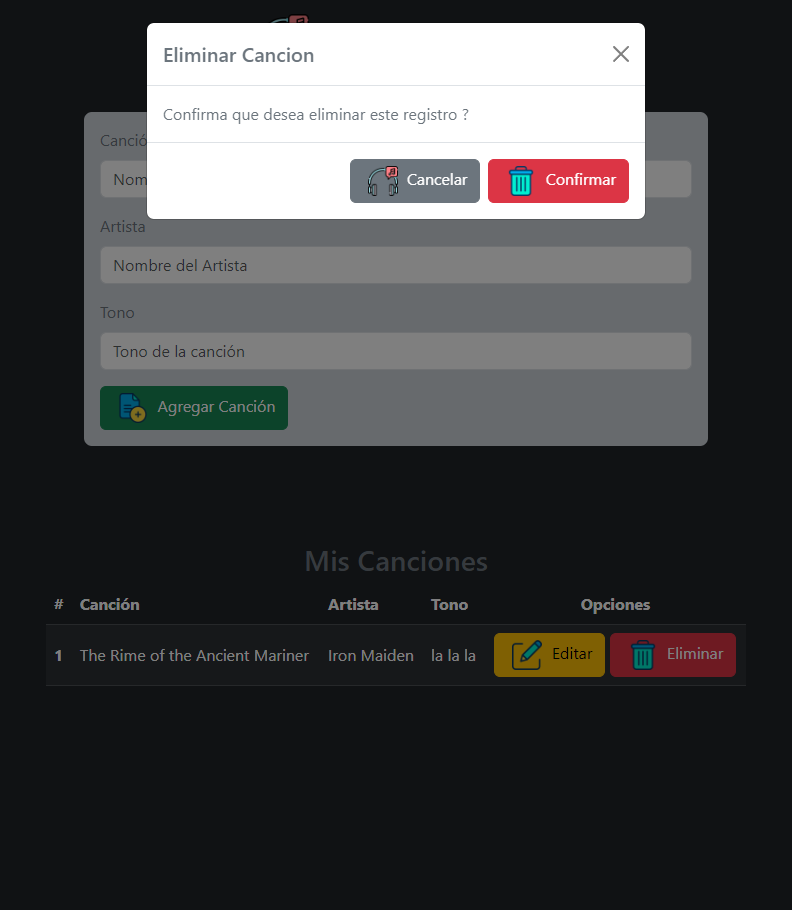 Eliminar Cancion
Confirma que desea eliminar este registro ?
Cancelar Confirmar
Canció
Nom
Artista
Nombre del Artista
Tono
Tono de la canción
Agregar Canción
Mis Canciones
# Canción Artista Tono Opciones
1 The Rime of the Ancient Mariner Iron Maiden la la la Editar Eliminar